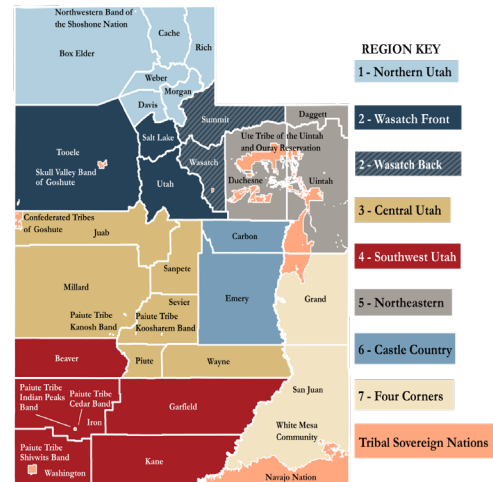 Northwestern Band of
the Shoshone Nation
Cache
Box Elder
Rich
Weber
Morgan
Davis
Summit
Daggett
Salt Lake
Ute Tribe of the Uintah
and Ouray Reservation
Tooele
Wasatch
Skull Valley Band
of Goshute
Utah
Duchesne
Uintah
Confederated Tribes
of Goshute
Juab
Carbon
Sanpete
Millard
Emery
Grand
Sevier
Paiute Tribe
Kanosh Band
Paiute Tribe
Koosharem Band
Beaver
Piute
Wayne
Paiute Tribe
Indian Peaks
Band
Paiute Tribe
Cedar Band
Iron
Garfield
San Juan
White Mesa
Community
Paiute Tribe
Shivwits Band
Washington
Kane
Navajo Nation
REGION KEY
1 - Northern Utah
2 - Wasatch Front
2 - Wasatch Back
3 - Central Utah
4 - Southwest Utah
5 - Northeastern
6 - Castle Country
7 - Four Corners
Tribal Sovereign Nations